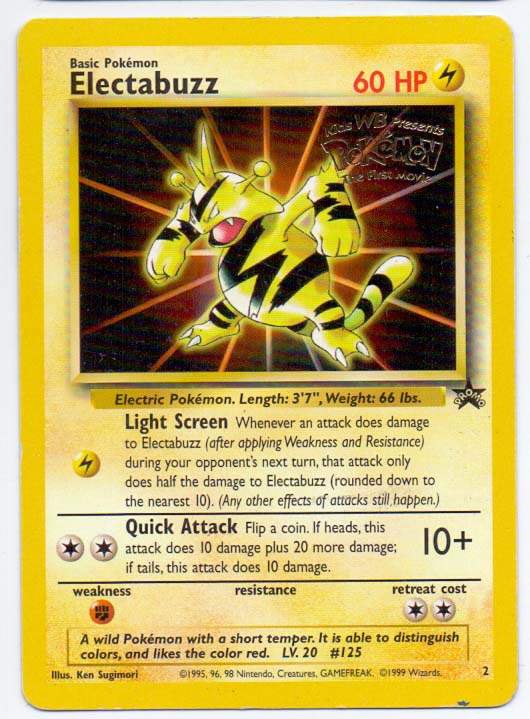 Basic Pokémon
Electabuzz
60 HP
Kids WB Presents
POKéMON
The First Movie
Electric Pokémon. Length: 3'7", Weight: 66 lbs.
PROMO
Light Screen Whenever an attack does damage
to Electabuzz (after applying Weakness and Resistance)
during your opponent's next turn, that attack only
does half the damage to Electabuzz (rounded down to
the nearest 10). (Any other effects of attacks still happen.)
Quick Attack Flip a coin. If heads, this
attack does 10 damage plus 20 more damage;
if tails, this attack does 10 damage.
10+
weakness resistance retreat cost
A wild Pokémon with a short temper. It is able to distinguish
colors, and likes the color red. LV. 20 #125
Illus. Ken Sugimori ©1995, 96, 98 Nintendo, Creatures, GAMEFREAK. ©1999 Wizards. 2